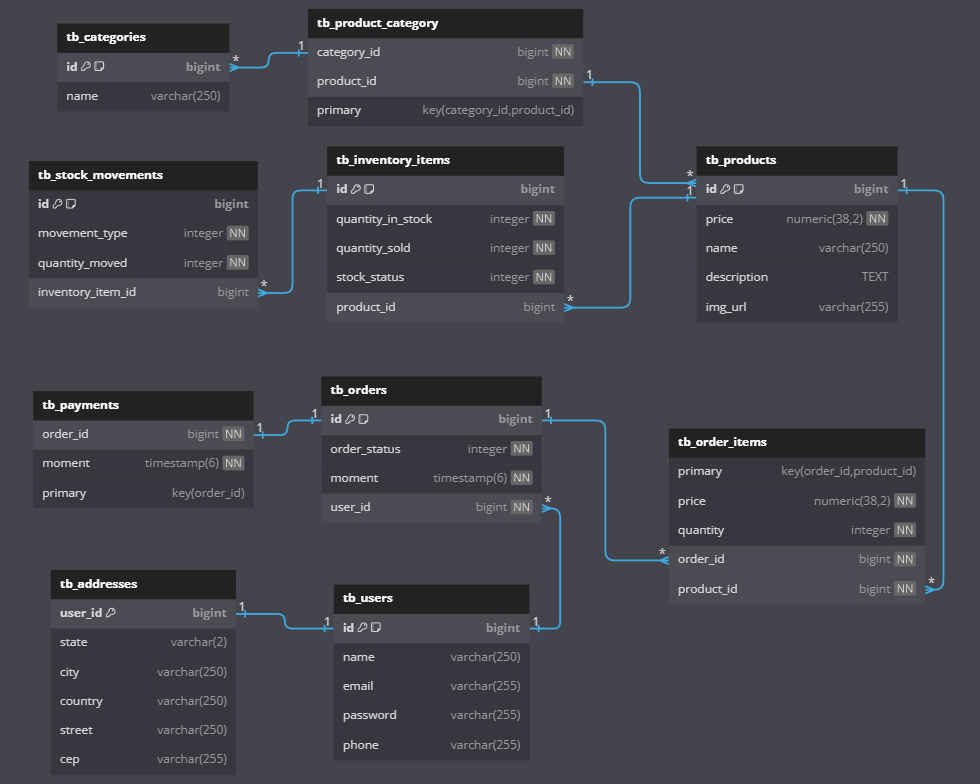 tb_categories
id bigint
name varchar(250)
tb_product_category
category_id bigint NN
product_id bigint NN
primary key(category_id,product_id)
1
*
1
tb_stock_movements
id bigint
movement_type integer NN
quantity_moved integer NN
inventory_item_id bigint
*
tb_inventory_items
1
id bigint
quantity_in_stock integer NN
quantity_sold integer NN
stock_status integer NN
product_id bigint
*
tb_products
*
1
1
id bigint
price numeric(38,2) NN
name varchar(250)
description TEXT
img_url varchar(255)
tb_payments
order_id bigint NN
1
moment timestamp(6) NN
primary key(order_id)
tb_orders
1
id bigint
1
order_status integer NN
moment timestamp(6) NN
user_id bigint NN
*
tb_order_items
primary key(order_id,product_id)
price numeric(38,2) NN
quantity integer NN
*
order_id bigint NN
product_id bigint NN
*
tb_addresses
user_id bigint
1
state varchar(2)
city varchar(250)
country varchar(250)
street varchar(250)
cep varchar(255)
tb_users
1
id bigint
1
name varchar(250)
email varchar(255)
password varchar(255)
phone varchar(255)